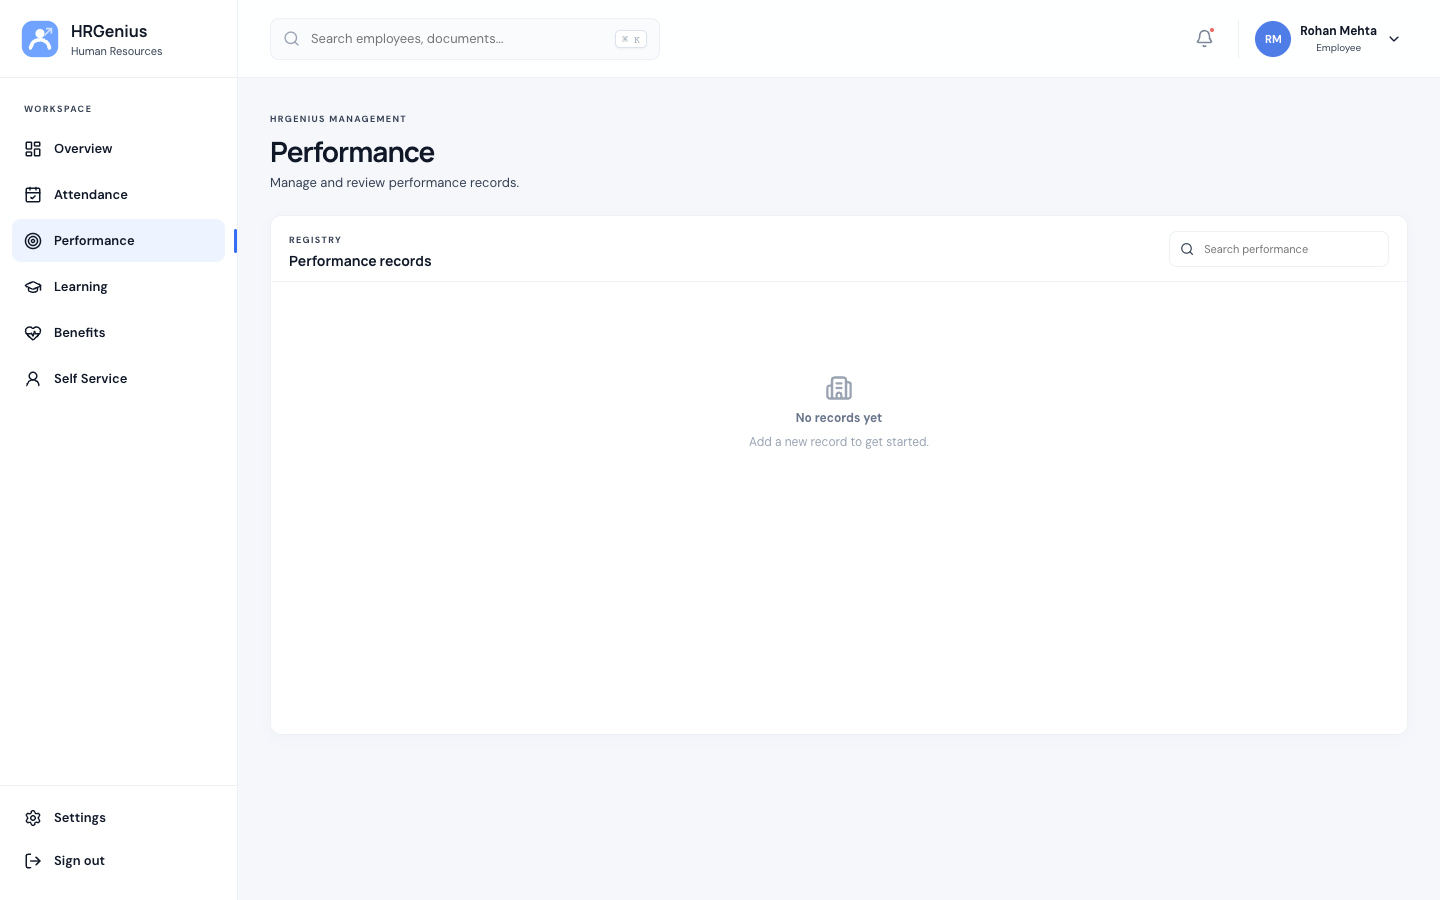 HRGenius
Human Resources
Search employees, documents...
⌘ K
RM
Rohan Mehta
Employee
WORKSPACE
Overview
Attendance
Performance
Learning
Benefits
Self Service
Settings
Sign out
HRGENIUS MANAGEMENT
Performance
Manage and review performance records.
REGISTRY
Performance records
Search performance
No records yet
Add a new record to get started.